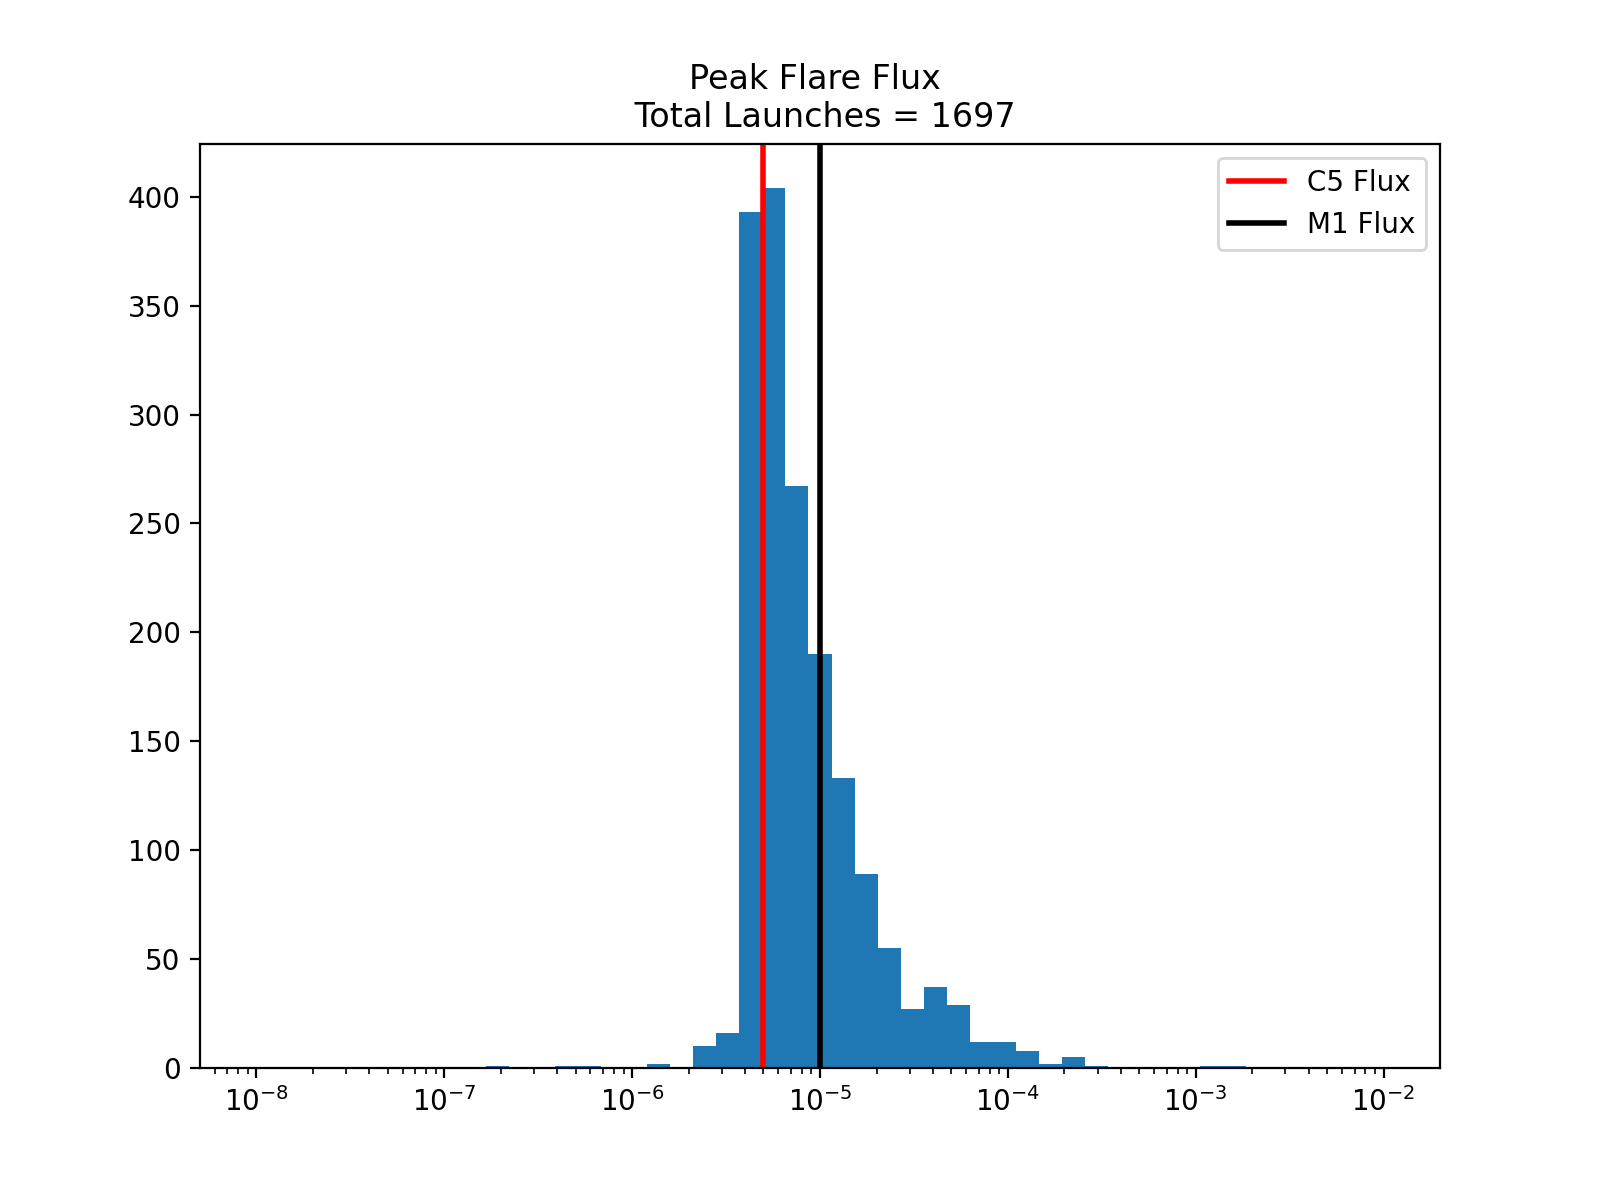 Peak Flare Flux
Total Launches = 1697
C5 Flux
M1 Flux
400
350
300
250
200
150
100
50
0
10⁻⁸ 10⁻⁷ 10⁻⁶ 10⁻⁵ 10⁻⁴ 10⁻³ 10⁻²